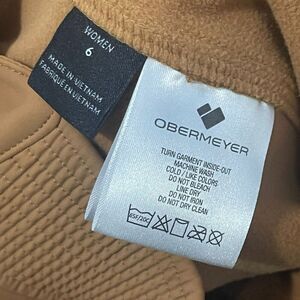 WOMEN
6
MADE IN VIETNAM
FABRIQUÉ EN VIETNAM
OBERMEYER
TURN GARMENT INSIDE-OUT
MACHINE WASH
COLD / LIKE COLORS
DO NOT BLEACH
LINE DRY
DO NOT IRON
DO NOT DRY CLEAN